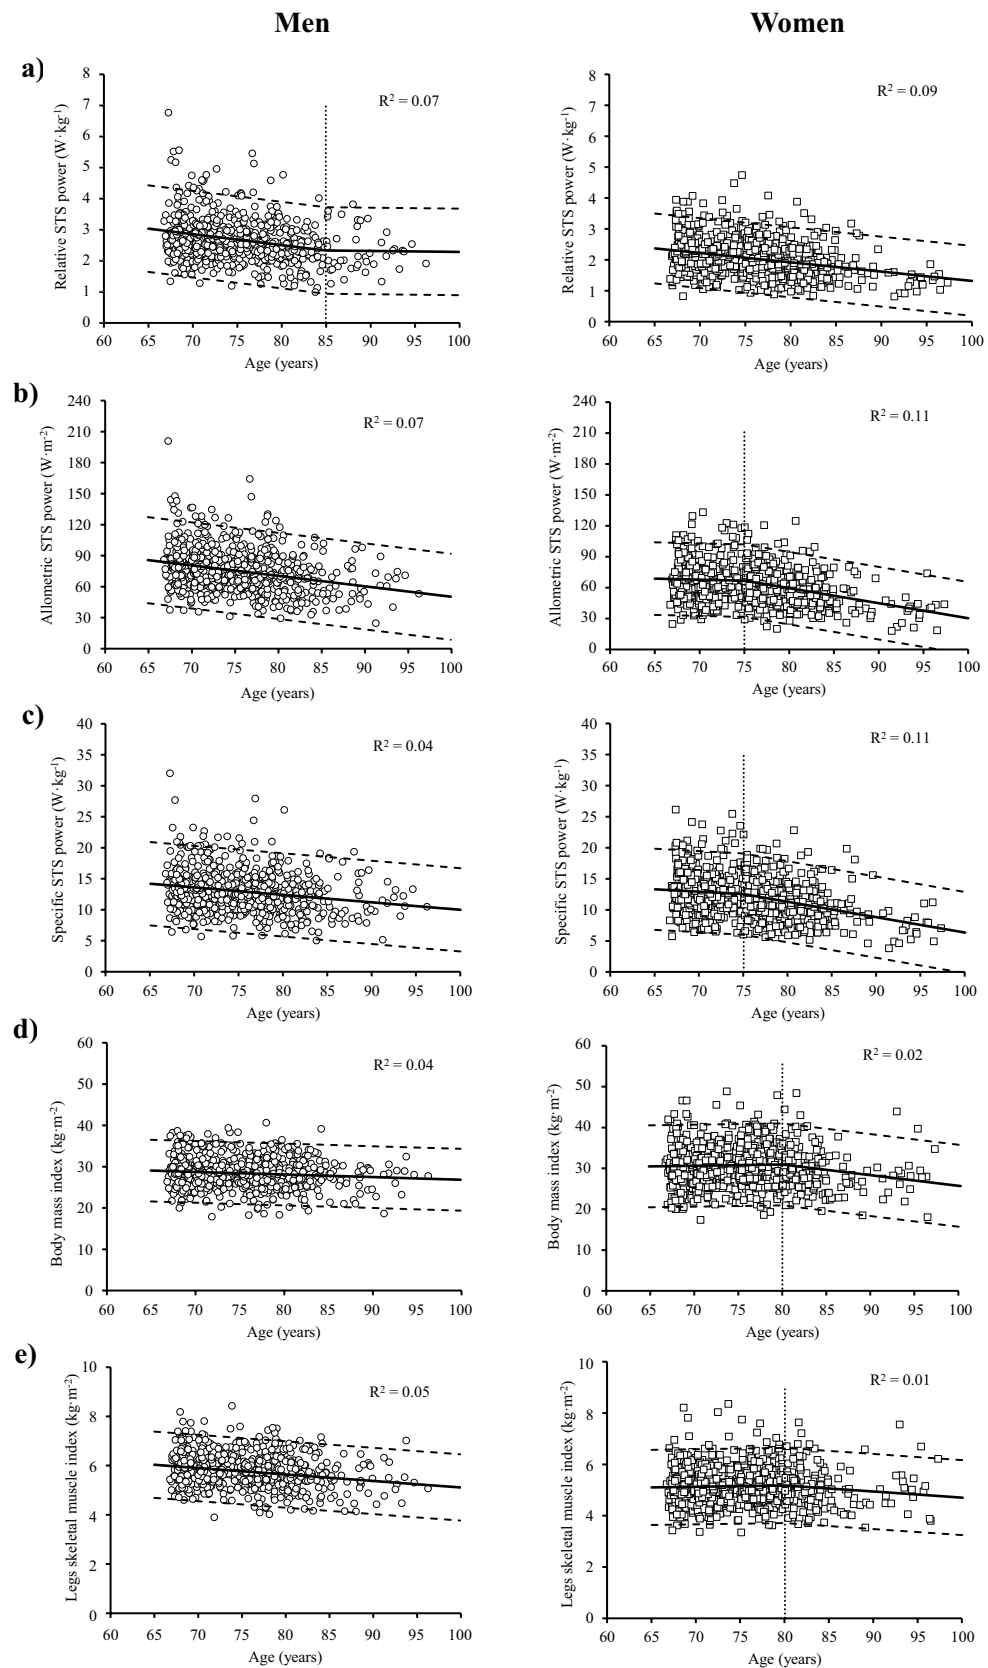 Men Women
a)
Relative STS power (W·kg⁻¹)
8
7
6
5
4
3
2
1
0
R² = 0.07
60 65 70 75 80 85 90 95 100
Age (years)
Relative STS power (W·kg⁻¹)
8
7
6
5
4
3
2
1
0
R² = 0.09
60 65 70 75 80 85 90 95 100
Age (years)
b)
Allometric STS power (W·m⁻²)
240
210
180
150
120
90
60
30
0
R² = 0.07
60 65 70 75 80 85 90 95 100
Age (years)
Allometric STS power (W·m⁻²)
240
210
180
150
120
90
60
30
0
R² = 0.11
60 65 70 75 80 85 90 95 100
Age (years)
c)
Specific STS power (W·kg⁻¹)
40
35
30
25
20
15
10
5
0
R² = 0.04
60 65 70 75 80 85 90 95 100
Age (years)
Specific STS power (W·kg⁻¹)
40
35
30
25
20
15
10
5
0
R² = 0.11
60 65 70 75 80 85 90 95 100
Age (years)
d)
Body mass index (kg·m⁻²)
60
50
40
30
20
10
0
R² = 0.04
60 65 70 75 80 85 90 95 100
Age (years)
Body mass index (kg·m⁻²)
60
50
40
30
20
10
0
R² = 0.02
60 65 70 75 80 85 90 95 100
Age (years)
e)
Legs skeletal muscle index (kg·m⁻²)
10
8
6
4
2
0
R² = 0.05
60 65 70 75 80 85 90 95 100
Age (years)
Legs skeletal muscle index (kg·m⁻²)
10
8
6
4
2
0
R² = 0.01
60 65 70 75 80 85 90 95 100
Age (years)